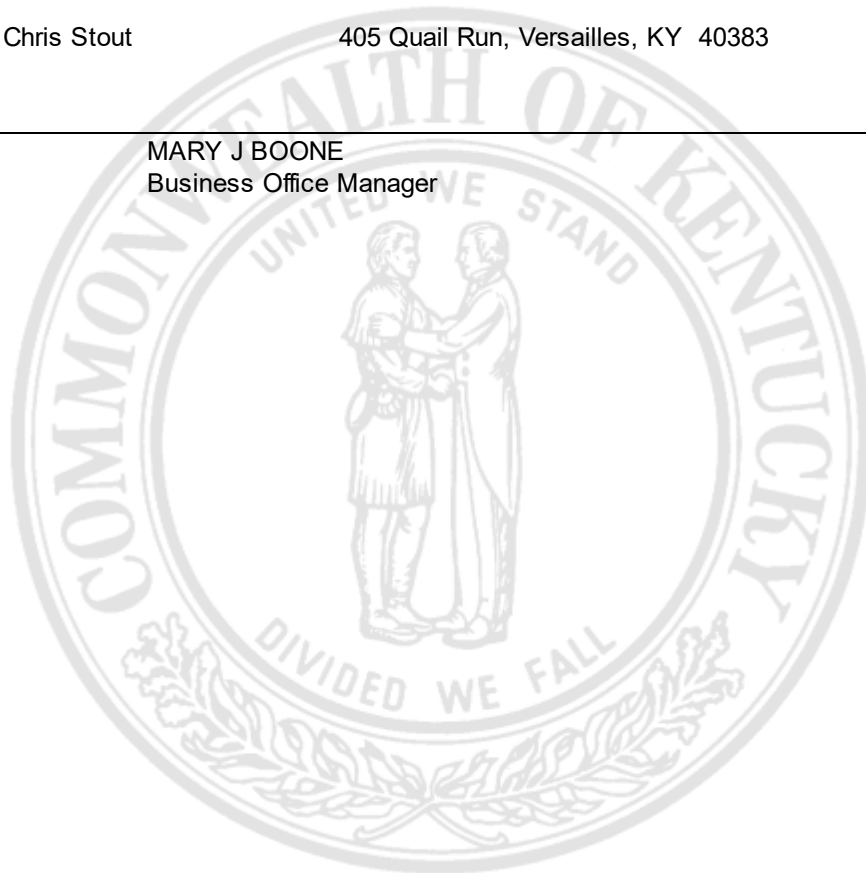 Chris Stout 405 Quail Run, Versailles, KY 40383
MARY J BOONE
Business Office Manager
COMMONWEALTH OF KENTUCKY
UNITED WE STAND
DIVIDED WE FALL